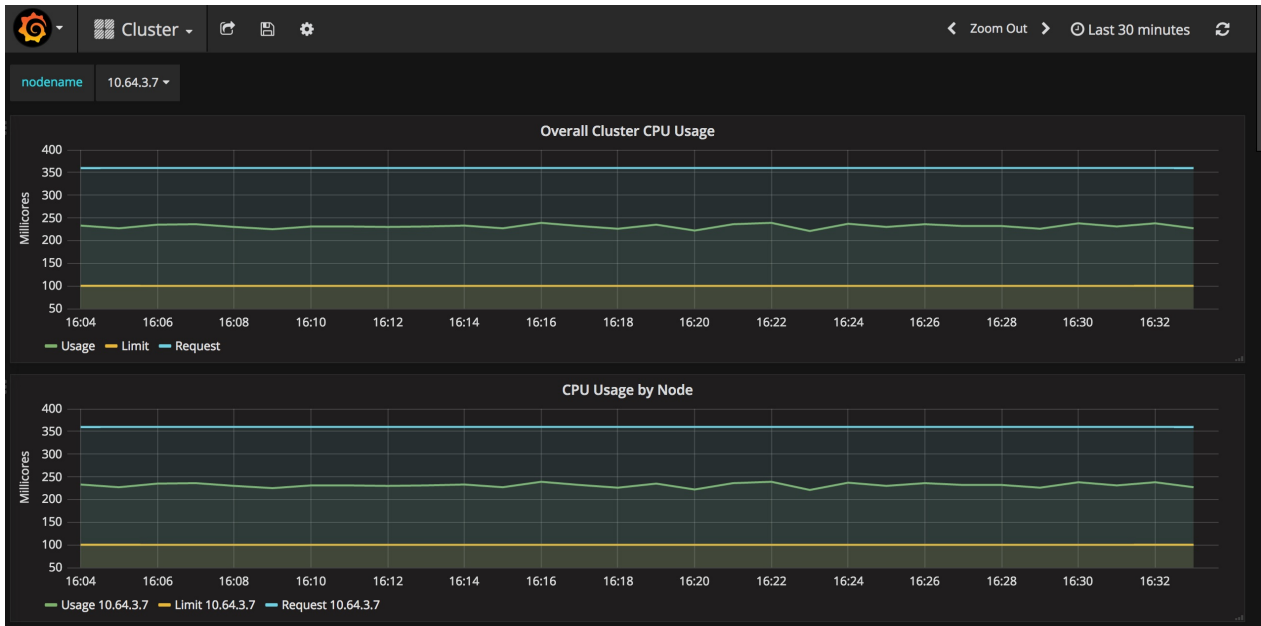 Cluster Zoom Out Last 30 minutes
nodename 10.64.3.7
Overall Cluster CPU Usage
Millicores
400
350
300
250
200
150
100
50
16:04 16:06 16:08 16:10 16:12 16:14 16:16 16:18 16:20 16:22 16:24 16:26 16:28 16:30 16:32
Usage Limit Request
CPU Usage by Node
Millicores
400
350
300
250
200
150
100
50
16:04 16:06 16:08 16:10 16:12 16:14 16:16 16:18 16:20 16:22 16:24 16:26 16:28 16:30 16:32
Usage 10.64.3.7 Limit 10.64.3.7 Request 10.64.3.7